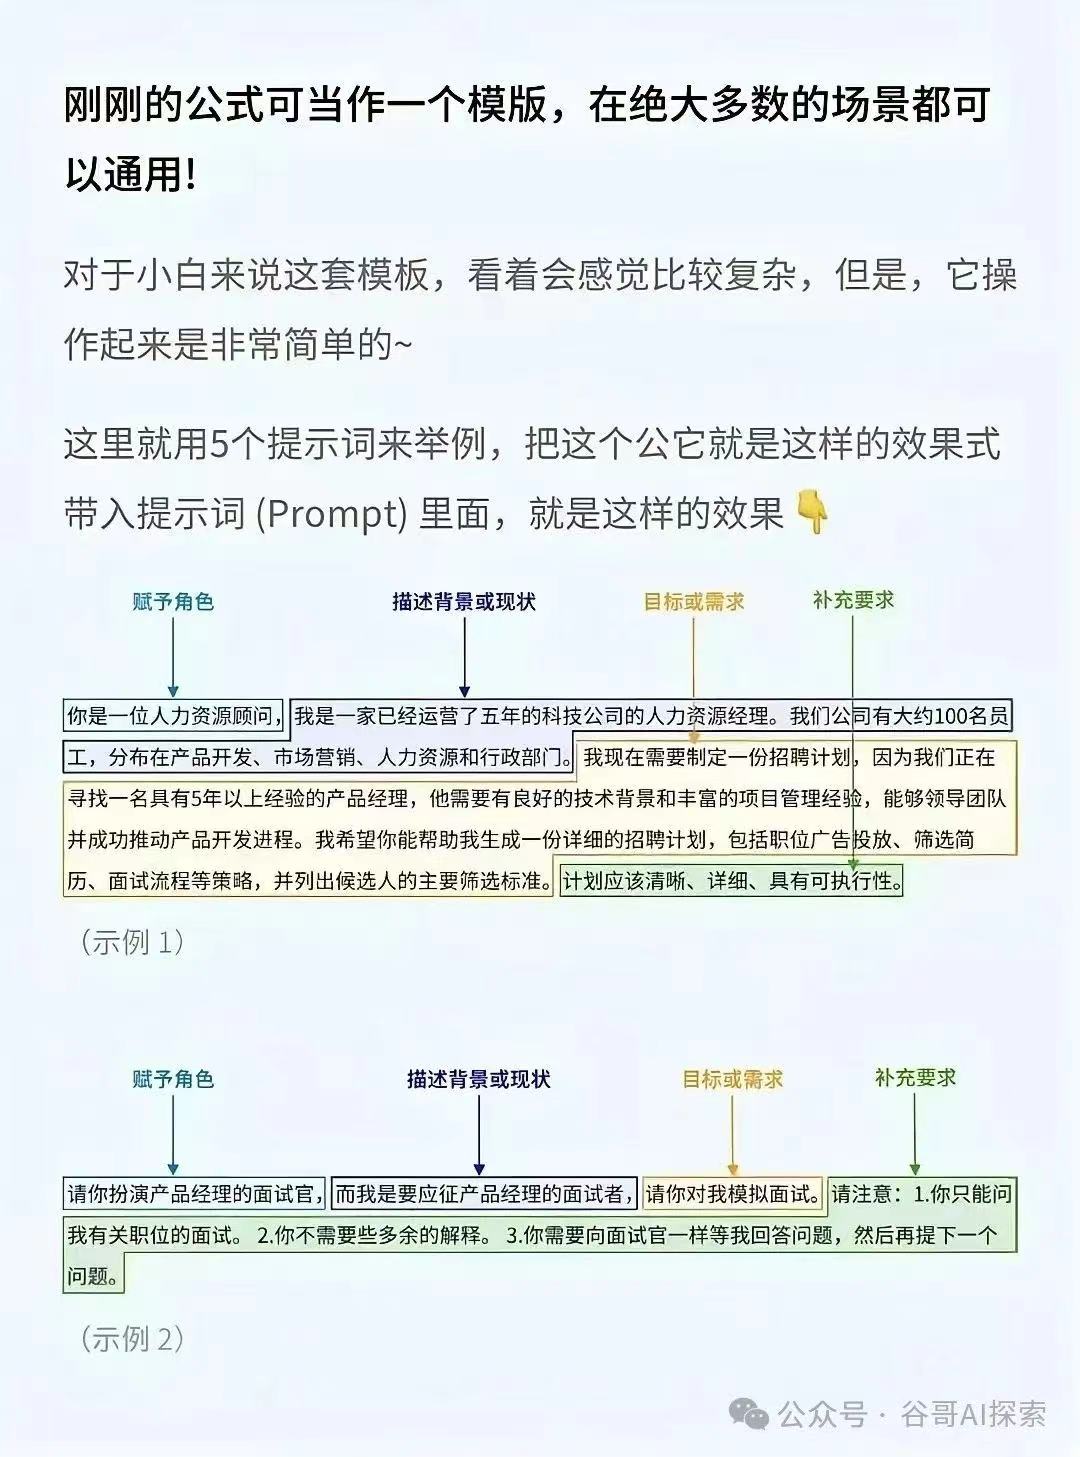 刚刚的公式可当作一个模版，在绝大多数的场景都可
以通用!
对于小白来说这套模板，看着会感觉比较复杂，但是，它操
作起来是非常简单的~
这里就用5个提示词来举例，把这个公它就是这样的效果式
带入提示词 (Prompt) 里面，就是这样的效果👇
赋予角色 描述背景或现状 目标或需求 补充要求
你是一位人力资源顾问，我是一家已经运营了五年的科技公司的人力资源经理。我们公司有大约100名员
工，分布在产品开发、市场营销、人力资源和行政部门。我现在需要制定一份招聘计划，因为我们正在
寻找一名具有5年以上经验的产品经理，他需要有良好的技术背景和丰富的项目管理经验，能够领导团队
并成功推动产品开发进程。我希望你能帮助我生成一份详细的招聘计划，包括职位广告投放、筛选简
历、面试流程等策略，并列出候选人的主要筛选标准。计划应该清晰、详细、具有可执行性。
（示例 1）
赋予角色 描述背景或现状 目标或需求 补充要求
请你扮演产品经理的面试官，而我是要应征产品经理的面试者，请你对我模拟面试。请注意：1.你只能问
我有关职位的面试。 2.你不需要些多余的解释。 3.你需要向面试官一样等我回答问题，然后再提下一个
问题。
（示例 2）
公众号 · 谷哥AI探索